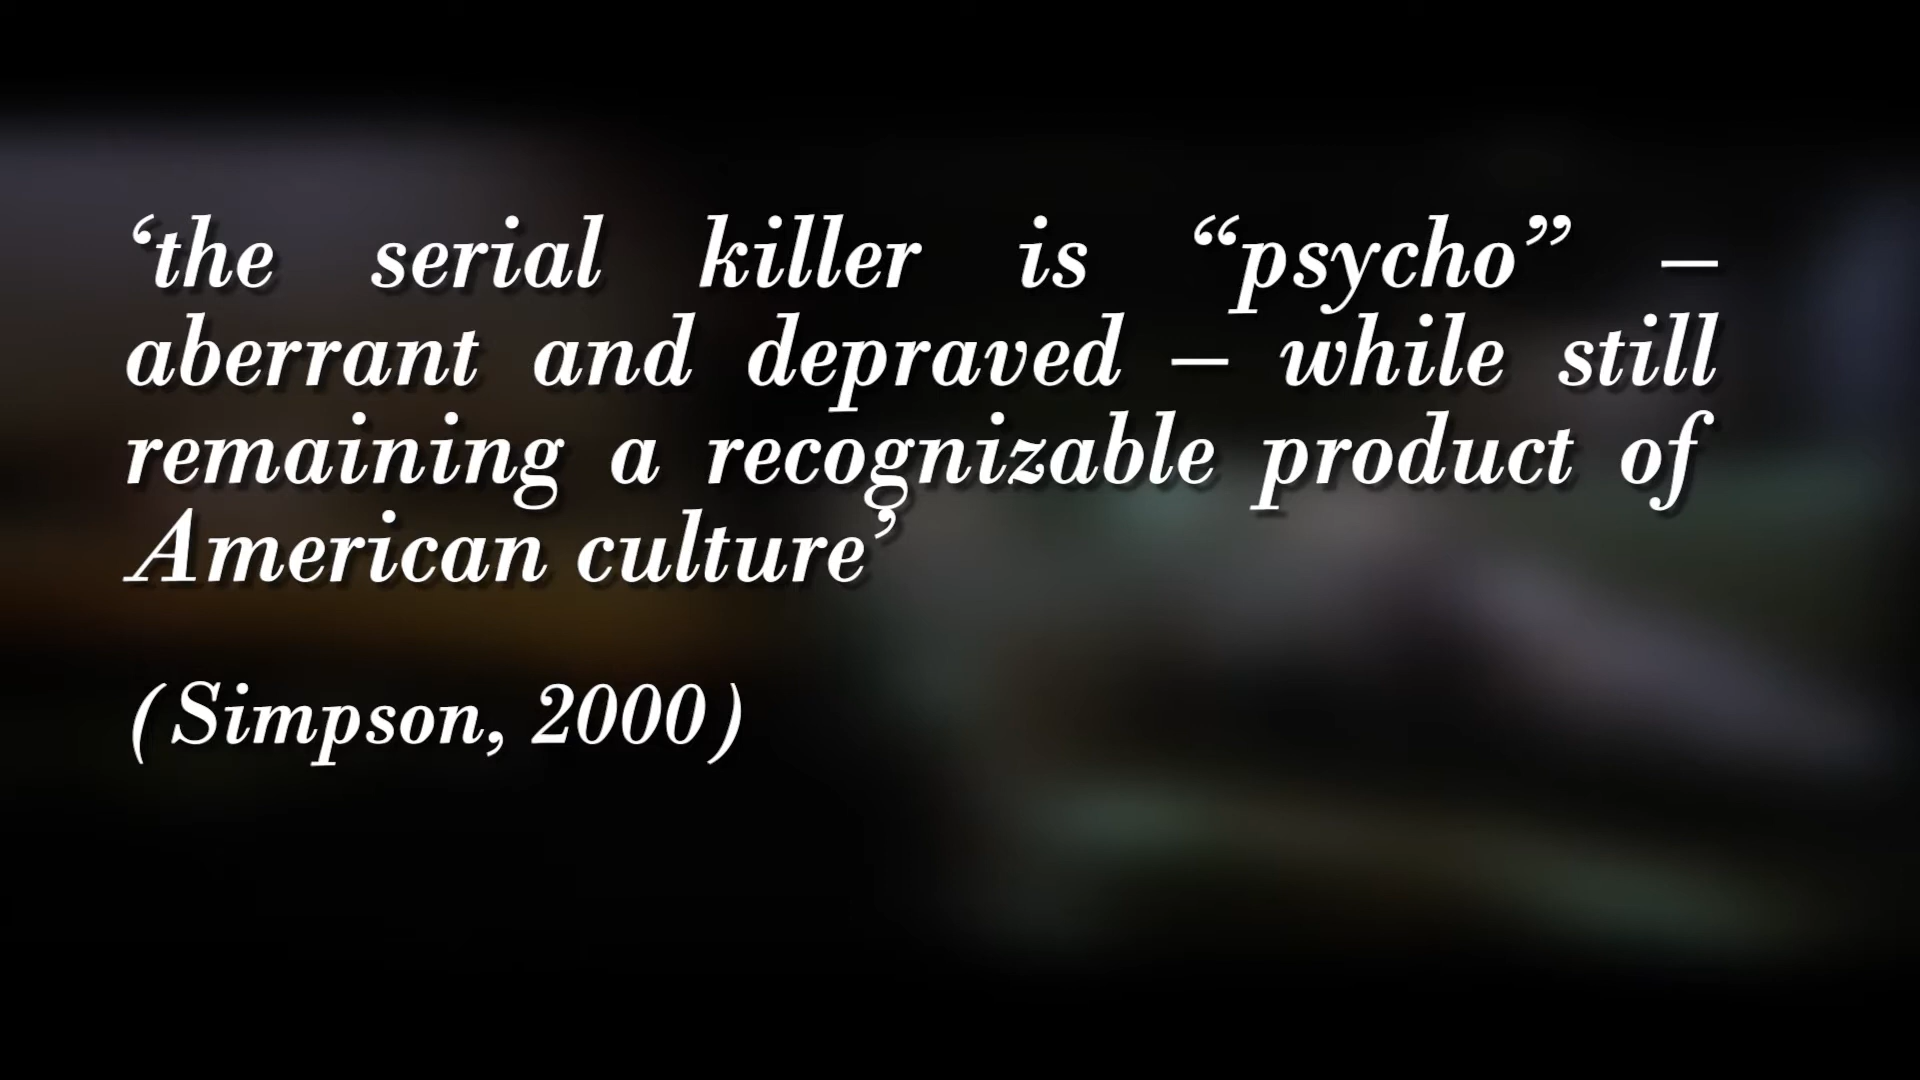 ‘the serial killer is “psycho” –
aberrant and depraved – while still
remaining a recognizable product of
American culture’
(Simpson, 2000)